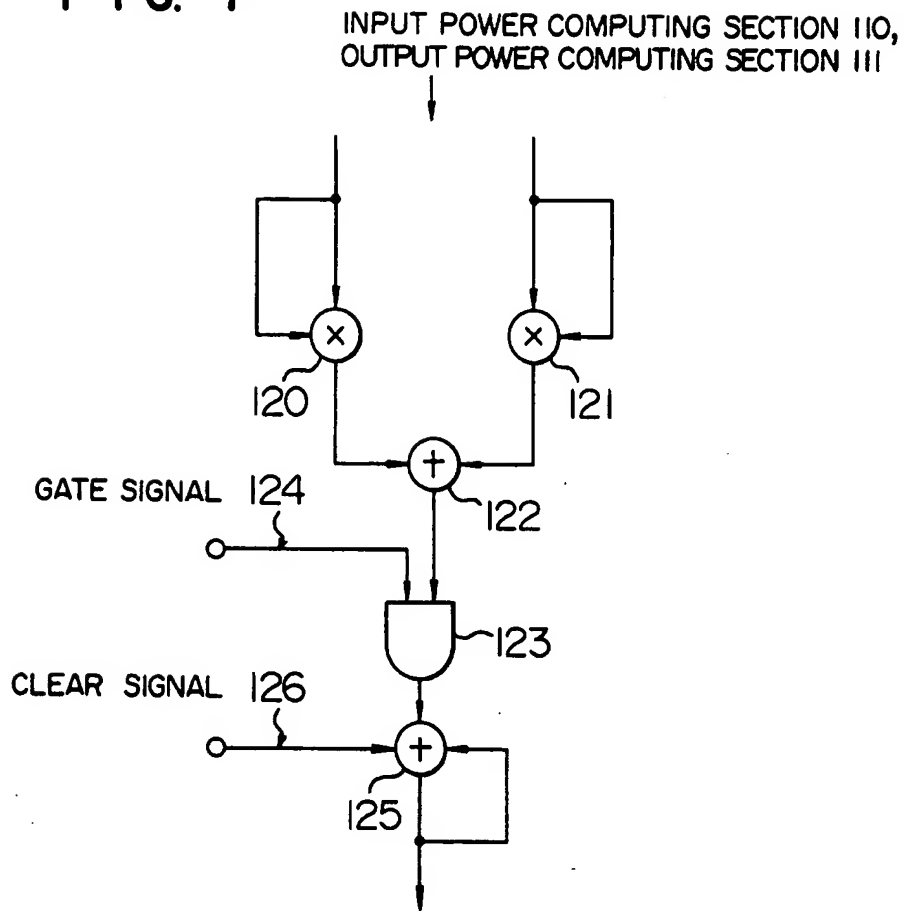 INPUT POWER COMPUTING SECTION 110,
OUTPUT POWER COMPUTING SECTION 111
×
×
120
121
+
GATE SIGNAL 124
122
123
CLEAR SIGNAL 126
+
125